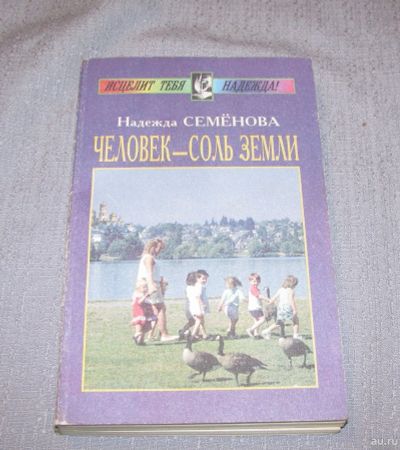 ИСЦЕЛИТ ТЕБЯ НАДЕЖДА!
Надежда СЕМЁНОВА
ЧЕЛОВЕК—СОЛЬ ЗЕМЛИ
au.ru